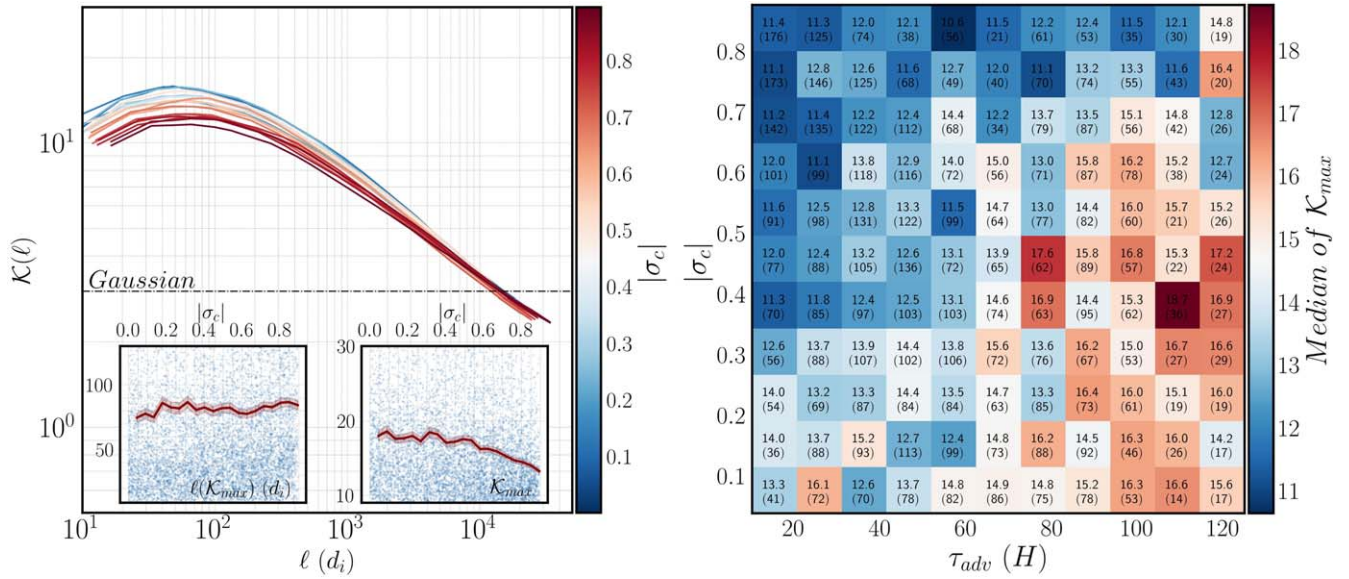 10¹
10⁰
𝒦(ℓ)
Gaussian
|σc| |σc|
0.0 0.2 0.4 0.6 0.8 0.0 0.2 0.4 0.6 0.8
100
50
ℓ(𝒦max) (di)
30
20
10
𝒦max
10¹ 10² 10³ 10⁴
ℓ (di)
0.8
0.7
0.6
0.5
0.4
0.3
0.2
0.1
|σc|
|σc|
0.8
0.7
0.6
0.5
0.4
0.3
0.2
0.1
11.4 11.3 12.0 12.1 10.6 11.5 12.2 12.4 11.5 12.1 14.8
(176) (125) (74) (38) (56) (21) (61) (53) (35) (30) (19)
11.1 12.8 12.6 11.6 12.7 12.0 11.1 13.2 13.3 11.6 16.4
(173) (146) (125) (68) (49) (40) (70) (74) (55) (43) (20)
11.2 11.4 12.2 12.4 14.4 12.2 13.7 13.5 15.1 14.8 12.8
(142) (135) (122) (112) (68) (34) (79) (87) (56) (42) (26)
12.0 11.1 13.8 12.9 14.0 15.0 13.0 15.8 16.2 15.2 12.7
(101) (99) (118) (116) (72) (56) (71) (87) (78) (38) (24)
11.6 12.5 12.8 13.3 11.5 14.7 13.0 14.4 16.0 15.7 15.2
(91) (98) (131) (122) (99) (64) (77) (82) (60) (21) (26)
12.0 12.4 13.2 12.6 13.1 13.9 17.6 15.8 16.8 15.3 17.2
(77) (88) (105) (136) (72) (65) (62) (89) (57) (22) (24)
11.3 11.8 12.4 12.5 13.1 14.6 16.9 14.4 15.3 18.7 16.9
(70) (85) (97) (103) (103) (74) (63) (95) (62) (30) (27)
12.6 13.7 13.9 14.4 13.8 15.6 13.6 16.2 15.0 16.7 16.6
(56) (88) (107) (102) (106) (72) (76) (67) (53) (27) (29)
14.0 13.2 13.3 14.4 13.5 14.7 13.3 16.4 16.0 15.1 16.0
(54) (69) (87) (84) (84) (63) (85) (73) (61) (19) (19)
14.0 13.7 15.2 12.7 12.4 14.8 16.2 14.5 16.3 16.0 14.2
(36) (88) (93) (113) (99) (73) (88) (92) (46) (26) (17)
13.3 16.1 12.6 13.7 14.8 14.9 14.8 15.2 16.3 16.6 15.6
(41) (72) (70) (78) (82) (86) (75) (78) (53) (14) (17)
20 40 60 80 100 120
τadv (H)
18
17
16
15
14
13
12
11
Median of 𝒦max